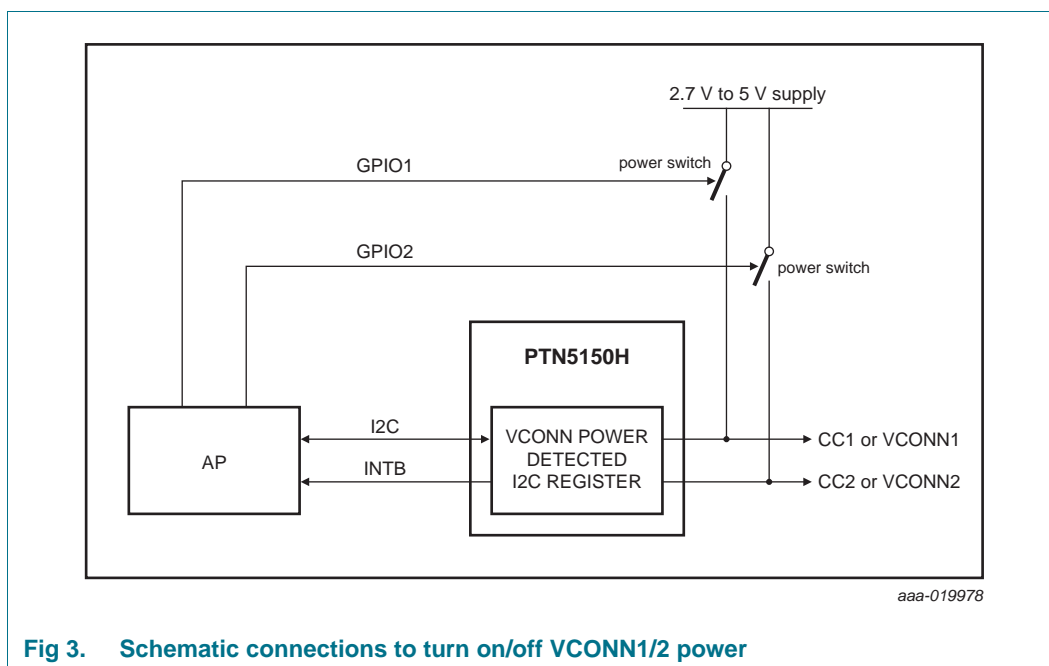 2.7 V to 5 V supply
GPIO1
power switch
GPIO2
power switch
PTN5150H
AP
I2C
INTB
VCONN POWER
DETECTED
I2C REGISTER
CC1 or VCONN1
CC2 or VCONN2
aaa-019978
Fig 3. Schematic connections to turn on/off VCONN1/2 power